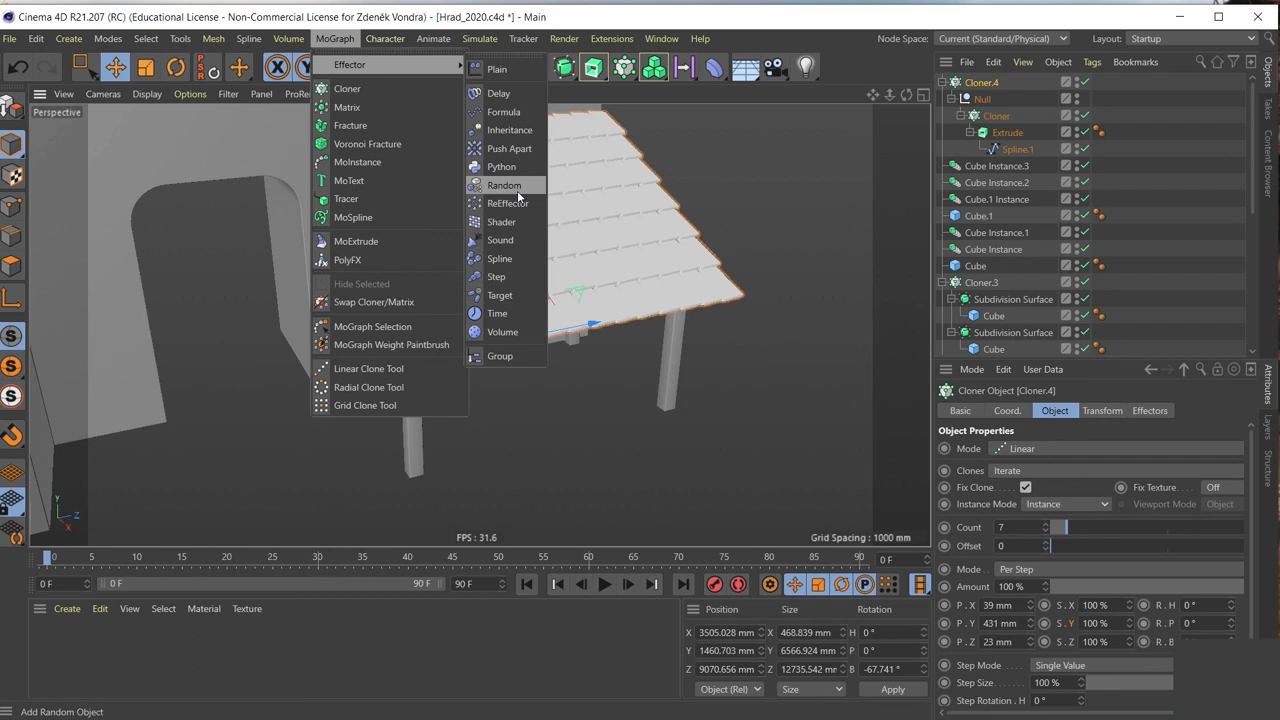 Cinema 4D R21.207 (RC) (Educational License - Non-Commercial License for Zdeněk Vondra) - [Hrad_2020.c4d *] - Main
File Edit Create Modes Select Tools Mesh Spline Volume MoGraph Character Animate Simulate Tracker Render Extensions Window Help Node Space: Current (Standard/Physical) Layout: Startup
View Cameras Display Options Filter Panel
Perspective
Effector
Cloner
Matrix
Fracture
Voronoi Fracture
MoInstance
MoText
Tracer
MoSpline
MoExtrude
PolyFX
Hide Selected
Swap Cloner/Matrix
MoGraph Selection
MoGraph Weight Paintbrush
Linear Clone Tool
Radial Clone Tool
Grid Clone Tool
Plain
Delay
Formula
Inheritance
Push Apart
Python
Random
ReEffector
Shader
Sound
Spline
Step
Target
Time
Volume
Group
Y Z X
FPS : 31.6
Grid Spacing : 1000 mm
File Edit View Object Tags Bookmarks
Cloner.4
Null
Cloner
Extrude
Spline.1
Cube Instance.3
Cube Instance.2
Cube.1 Instance
Cube.1
Cube Instance.1
Cube Instance
Cube
Cloner.3
Subdivision Surface
Cube
Subdivision Surface
Cube
Objects
Takes
Content Browser
Attributes
Layers
Structure
Mode Edit User Data
Cloner Object [Cloner.4]
Basic Coord. Object Transform Effectors
Object Properties
Mode Linear
Clones Iterate
Fix Clone Fix Texture Off
Instance Mode Instance Viewport Mode Object
Count 7
Offset 0
Mode Per Step
Amount 100 %
P . X 39 mm S . X 100 % R . H 0 °
P . Y 431 mm S . Y 100 % R . P 0 °
P . Z 23 mm S . Z 100 % R . B
Step Mode Single Value
Step Size 100 %
Step Rotation . H 0 °
0 5 10 15 20 25 30 35 40 45 50 55 60 65 70 75 80 85 90 0 F
0 F 0 F 90 F 90 F
Create Edit View Select Material Texture
Position Size Rotation
X 3505.028 mm X 468.839 mm H 0 °
Y 1460.703 mm Y 6566.924 mm P 0 °
Z 9070.656 mm Z 12735.542 mm B -67.741 °
Object (Rel) Size Apply
Add Random Object